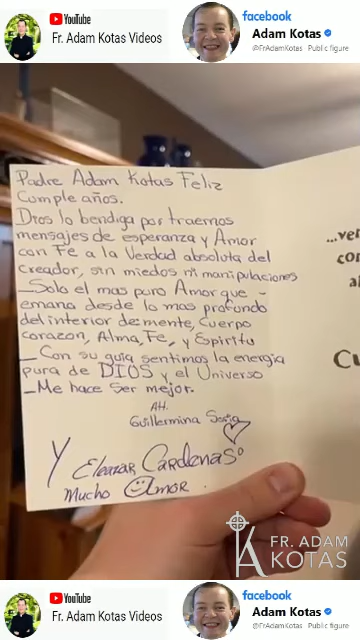 YouTube
Fr. Adam Kotas Videos
facebook
Adam Kotas
@FrAdamKotas · Public figure
Padre Adam Kotas Feliz
Cumple años.
Dios lo bendiga por traernos
mensajes de esperanza y Amor
con Fe a la Verdad absoluta del
creador, sin miedos ni manipulaciones
_Solo el mas puro Amor que -
emana desde lo mas profundo
del interior de mente, Cuerpo
corazon, Alma, Fe, y Espiritu
_Con su guia sentimos la energia
pura de DIOS y el Universo
_Me hace ser mejor.
Att.
Guillermina
Y Eleazar Cardenas
mucho Amor.
...ver
con
a
Cu
FR. ADAM
KOTAS
YouTube
Fr. Adam Kotas Videos
facebook
Adam Kotas
@FrAdamKotas · Public figure